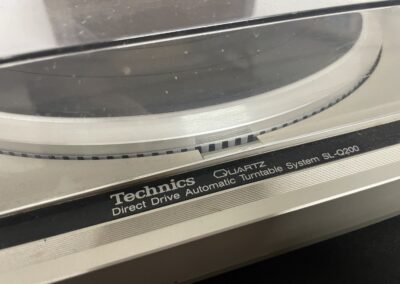 Technics QUARTZ
Direct Drive Automatic Turntable System SL-Q200